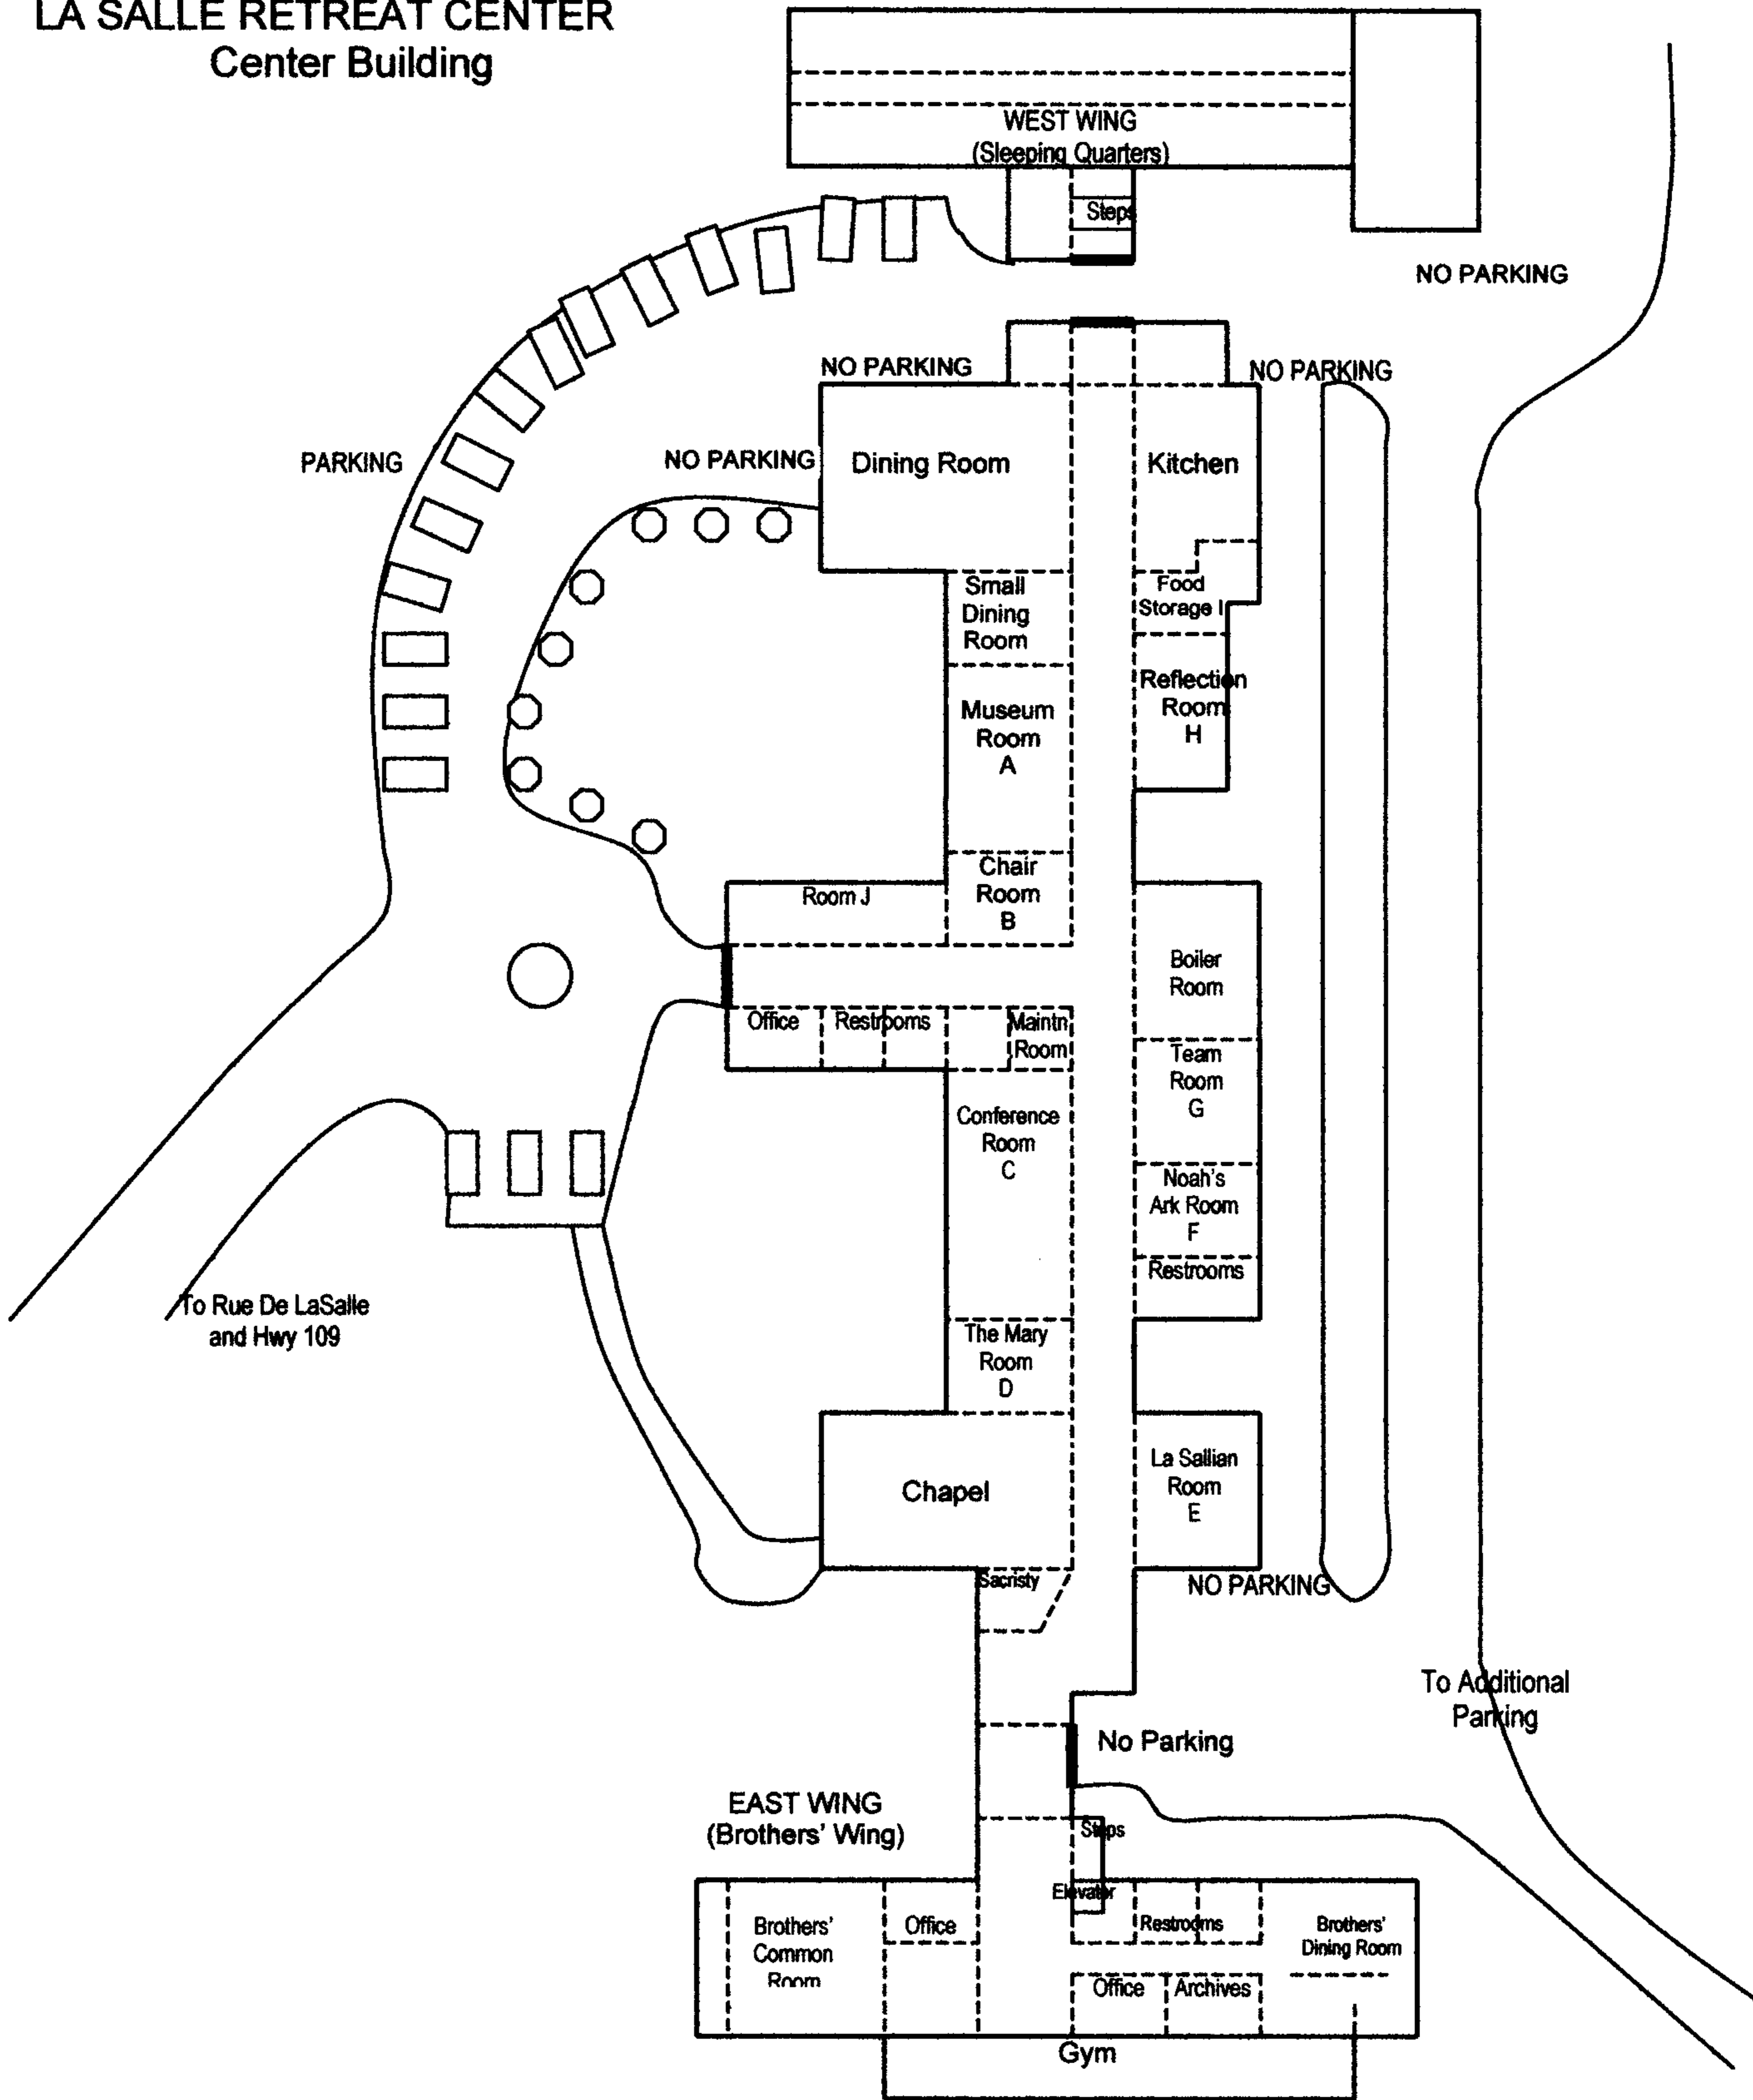 LA SALLE RETREAT CENTER
Center Building
WEST WING
(Sleeping Quarters)
Steps
NO PARKING
NO PARKING
NO PARKING
PARKING
NO PARKING
Dining Room
Kitchen
Small
Dining
Room
Food
Storage I
Museum
Room
A
Reflection
Room
H
Chair
Room
B
Room J
Boiler
Room
Office
Restrooms
Maintn
Room
Team
Room
G
Conference
Room
C
Noah's
Ark Room
F
Restrooms
To Rue De LaSalle
and Hwy 109
The Mary
Room
D
Chapel
La Sallian
Room
E
Sacristy
NO PARKING
To Additional
Parking
No Parking
EAST WING
(Brothers' Wing)
Steps
Elevator
Brothers'
Common
Room
Office
Restrooms
Brothers'
Dining Room
Office
Archives
Gym